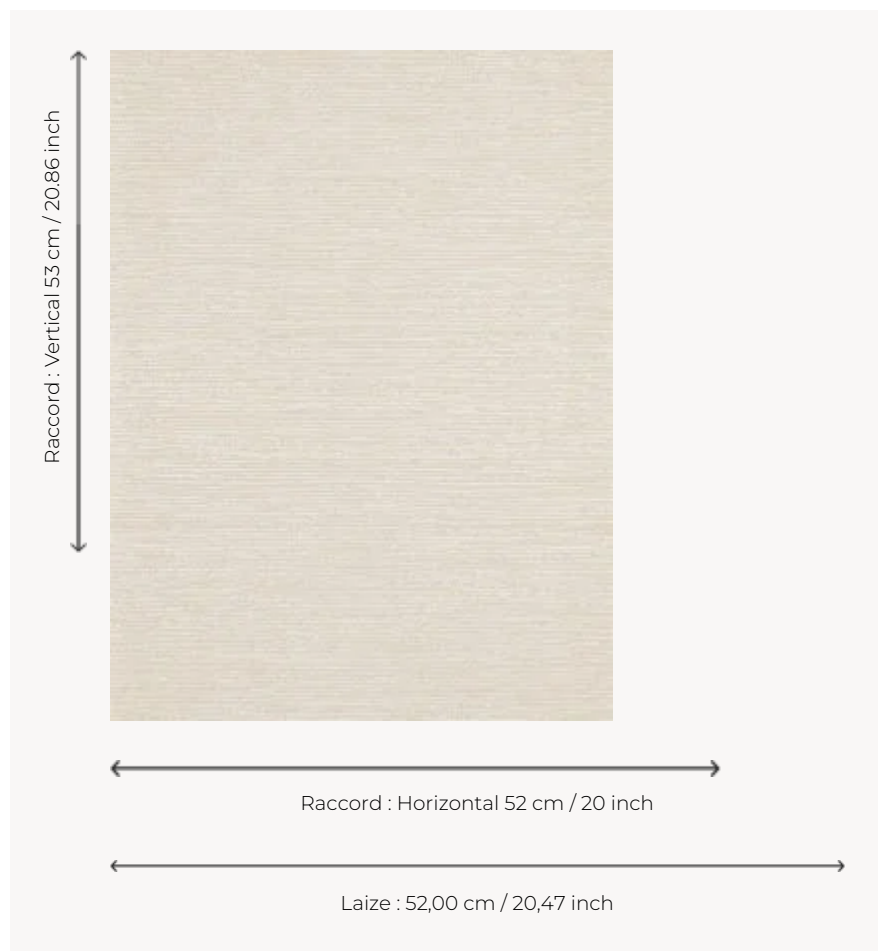 Raccord : Vertical 53 cm / 20.86 inch
Raccord : Horizontal 52 cm / 20 inch
Laize : 52,00 cm / 20,47 inch